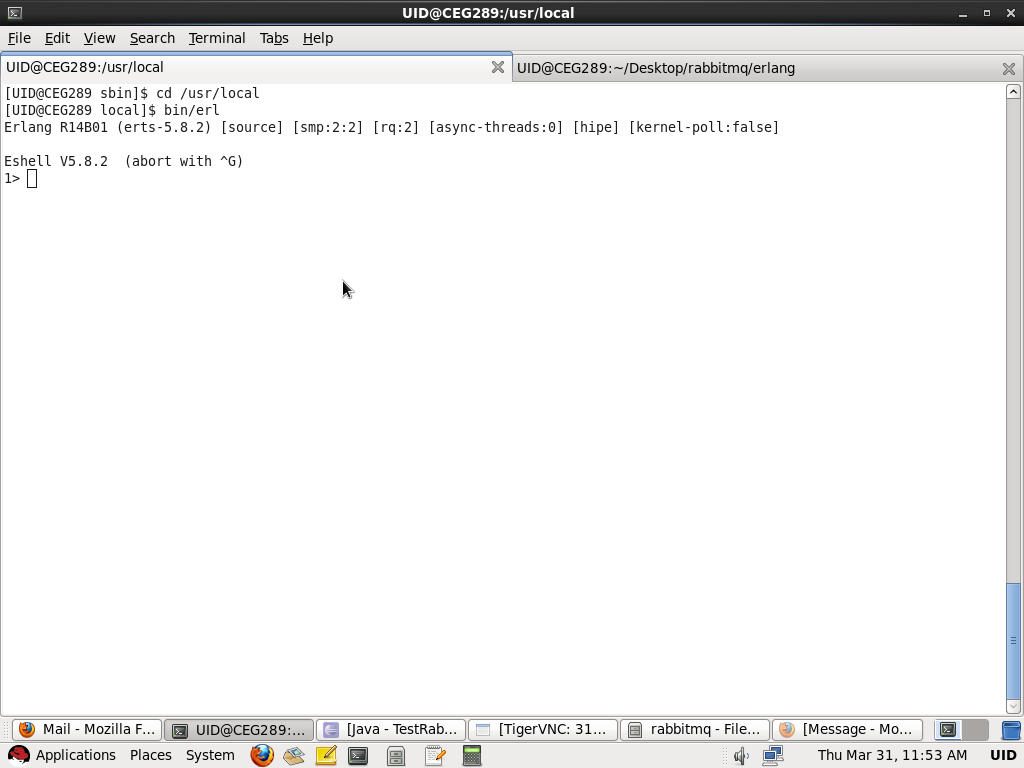 UID@CEG289:/usr/local
File Edit View Search Terminal Tabs Help
UID@CEG289:/usr/local UID@CEG289:~/Desktop/rabbitmq/erlang
[UID@CEG289 sbin]$ cd /usr/local
[UID@CEG289 local]$ bin/erl
Erlang R14B01 (erts-5.8.2) [source] [smp:2:2] [rq:2] [async-threads:0] [hipe] [kernel-poll:false]
Eshell V5.8.2  (abort with ^G)
1>
Mail - Mozilla F... UID@CEG289:... [Java - TestRab... [TigerVNC: 31... rabbitmq - File... [Message - Mo...
Applications Places System Thu Mar 31, 11:53 AM UID